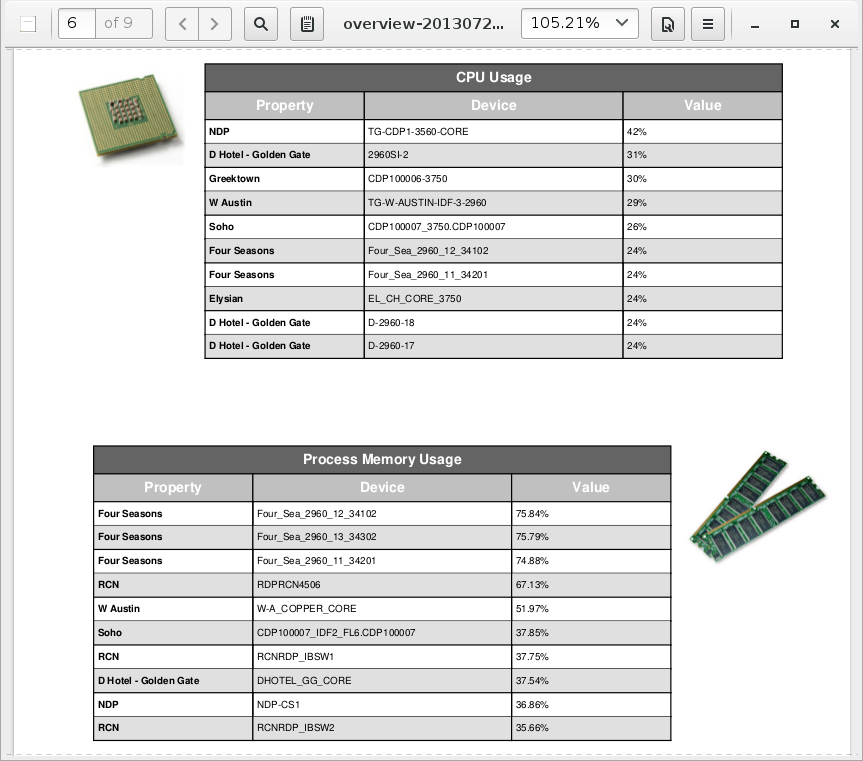 6 of 9 overview-2013072... 105.21%
CPU Usage
Property Device Value
NDP TG-CDP1-3560-CORE 42%
D Hotel - Golden Gate 2960SI-2 31%
Greektown CDP100006-3750 30%
W Austin TG-W-AUSTIN-IDF-3-2960 29%
Soho CDP100007_3750.CDP100007 26%
Four Seasons Four_Sea_2960_12_34102 24%
Four Seasons Four_Sea_2960_11_34201 24%
Elysian EL_CH_CORE_3750 24%
D Hotel - Golden Gate D-2960-18 24%
D Hotel - Golden Gate D-2960-17 24%
Process Memory Usage
Property Device Value
Four Seasons Four_Sea_2960_12_34102 75.84%
Four Seasons Four_Sea_2960_13_34302 75.79%
Four Seasons Four_Sea_2960_11_34201 74.88%
RCN RDPRCN4506 67.13%
W Austin W-A_COPPER_CORE 51.97%
Soho CDP100007_IDF2_FL6.CDP100007 37.85%
RCN RCNRDP_IBSW1 37.75%
D Hotel - Golden Gate DHOTEL_GG_CORE 37.54%
NDP NDP-CS1 36.86%
RCN RCNRDP_IBSW2 35.66%